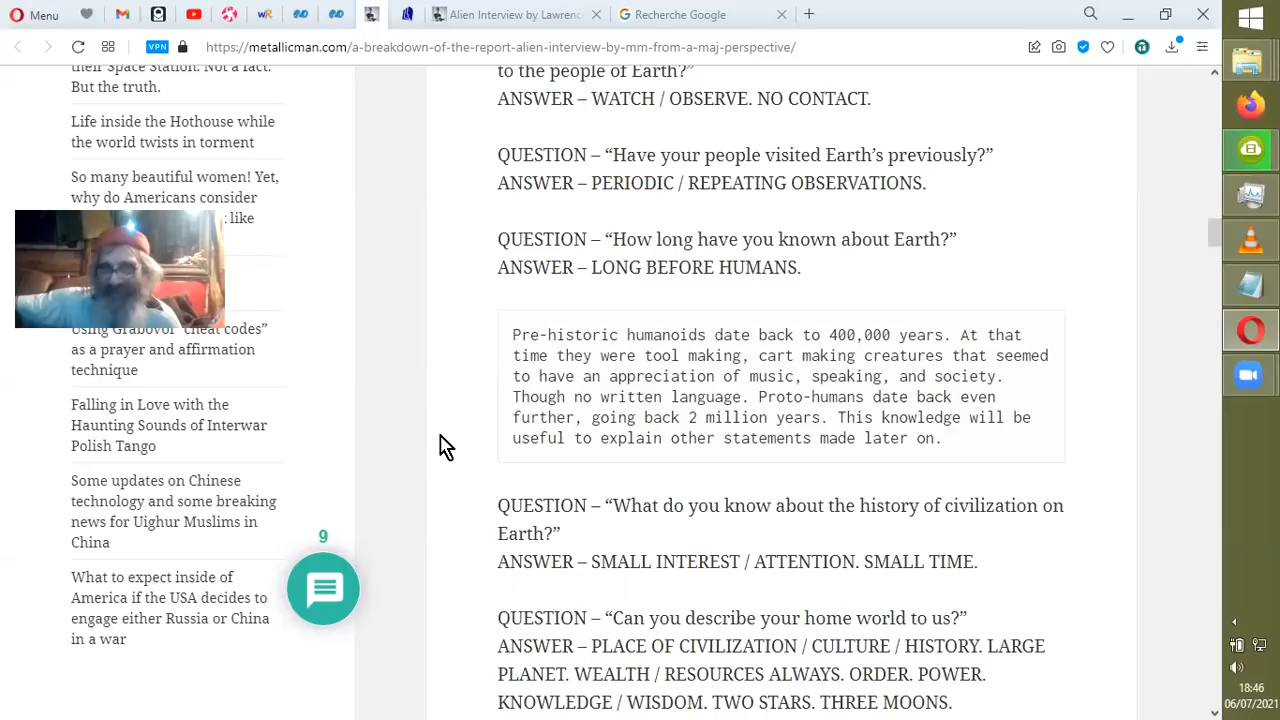 Menu
Alien Interview by Lawrenc
Recherche Google
VPN
https://metallicman.com/a-breakdown-of-the-report-alien-interview-by-mm-from-a-maj-perspective/
their Space Station. Not a fact.
But the truth.
Life inside the Hothouse while
the world twists in torment
So many beautiful women! Yet,
why do Americans consider
like
Using Grabovoi “cheat codes”
as a prayer and affirmation
technique
Falling in Love with the
Haunting Sounds of Interwar
Polish Tango
Some updates on Chinese
technology and some breaking
news for Uighur Muslims in
China
What to expect inside of
America if the USA decides to
engage either Russia or China
in a war
9
to the people of Earth?”
ANSWER – WATCH / OBSERVE. NO CONTACT.
QUESTION – “Have your people visited Earth’s previously?”
ANSWER – PERIODIC / REPEATING OBSERVATIONS.
QUESTION – “How long have you known about Earth?”
ANSWER – LONG BEFORE HUMANS.
Pre-historic humanoids date back to 400,000 years. At that
time they were tool making, cart making creatures that seemed
to have an appreciation of music, speaking, and society.
Though no written language. Proto-humans date back even
further, going back 2 million years. This knowledge will be
useful to explain other statements made later on.
QUESTION – “What do you know about the history of civilization on
Earth?”
ANSWER – SMALL INTEREST / ATTENTION. SMALL TIME.
QUESTION – “Can you describe your home world to us?”
ANSWER – PLACE OF CIVILIZATION / CULTURE / HISTORY. LARGE
PLANET. WEALTH / RESOURCES ALWAYS. ORDER. POWER.
KNOWLEDGE / WISDOM. TWO STARS. THREE MOONS.
18:46
06/07/2021